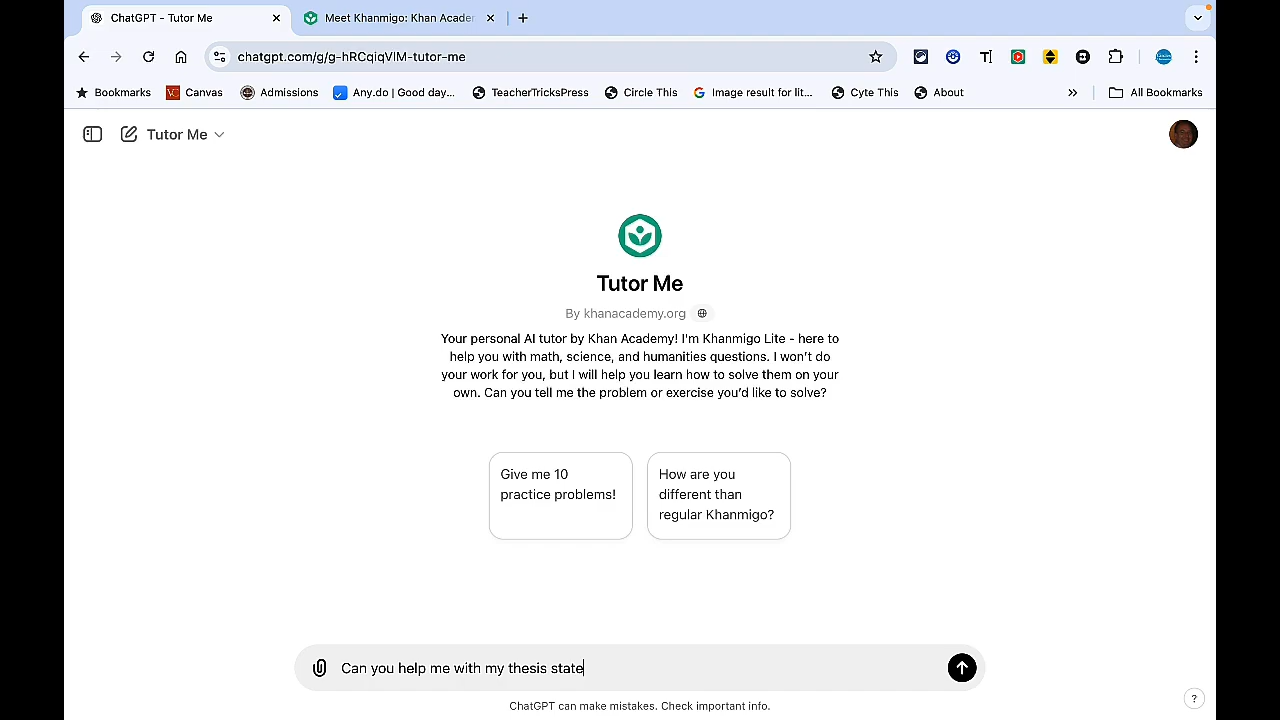 ChatGPT - Tutor Me
Meet Khanmigo: Khan Acader
chatgpt.com/g/g-hRCqiqVlM-tutor-me
Bookmarks
Canvas
Admissions
Any.do | Good day...
TeacherTricksPress
Circle This
Image result for lit...
Cyte This
About
All Bookmarks
Tutor Me
Tutor Me
By khanacademy.org
Your personal AI tutor by Khan Academy! I'm Khanmigo Lite - here to
help you with math, science, and humanities questions. I won't do
your work for you, but I will help you learn how to solve them on your
own. Can you tell me the problem or exercise you'd like to solve?
Give me 10
practice problems!
How are you
different than
regular Khanmigo?
Can you help me with my thesis state
ChatGPT can make mistakes. Check important info.
?